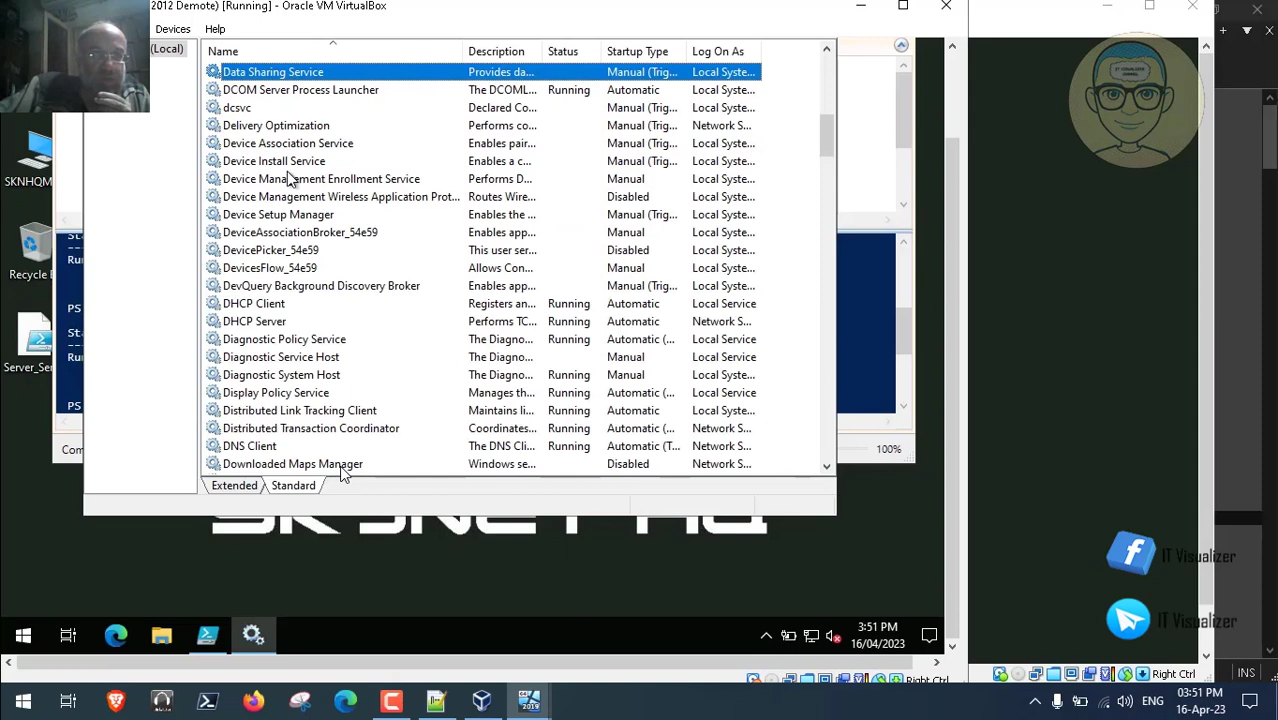 2012 Demote) [Running] - Oracle VM VirtualBox
Devices Help
(Local)
Name Description Status Startup Type Log On As
Data Sharing Service Provides da... Manual (Trig... Local Syste...
DCOM Server Process Launcher The DCOML... Running Automatic Local Syste...
dcsvc Declared Co... Manual (Trig... Local Syste...
Delivery Optimization Performs co... Manual (Trig... Network S...
Device Association Service Enables pair... Manual (Trig... Local Syste...
Device Install Service Enables a c... Manual (Trig... Local Syste...
Device Management Enrollment Service Performs D... Manual Local Syste...
Device Management Wireless Application Prot... Routes Wire... Disabled Local Syste...
Device Setup Manager Enables the ... Manual (Trig... Local Syste...
DeviceAssociationBroker_54e59 Enables app... Manual Local Syste...
DevicePicker_54e59 This user ser... Disabled Local Syste...
DevicesFlow_54e59 Allows Con... Manual Local Syste...
DevQuery Background Discovery Broker Enables app... Manual (Trig... Local Syste...
DHCP Client Registers an... Running Automatic Local Service
DHCP Server Performs TC... Running Automatic Network S...
Diagnostic Policy Service The Diagno... Running Automatic (... Local Service
Diagnostic Service Host The Diagno... Manual Local Service
Diagnostic System Host The Diagno... Running Manual Local Syste...
Display Policy Service Manages th... Running Automatic (... Local Service
Distributed Link Tracking Client Maintains li... Running Automatic Local Syste...
Distributed Transaction Coordinator Coordinates... Running Automatic Network S...
DNS Client The DNS Cli... Running Automatic (T... Network S...
Downloaded Maps Manager Windows se... Disabled Network S...
Extended Standard
SKNHQM
Recycle B
Server_Se
PS
Run
PS
Com
100%
IT Visualizer
IT Visualizer
3:51 PM
16/04/2023
Right Ctrl
Right Ctrl
INS
ENG
03:51 PM
16-Apr-23